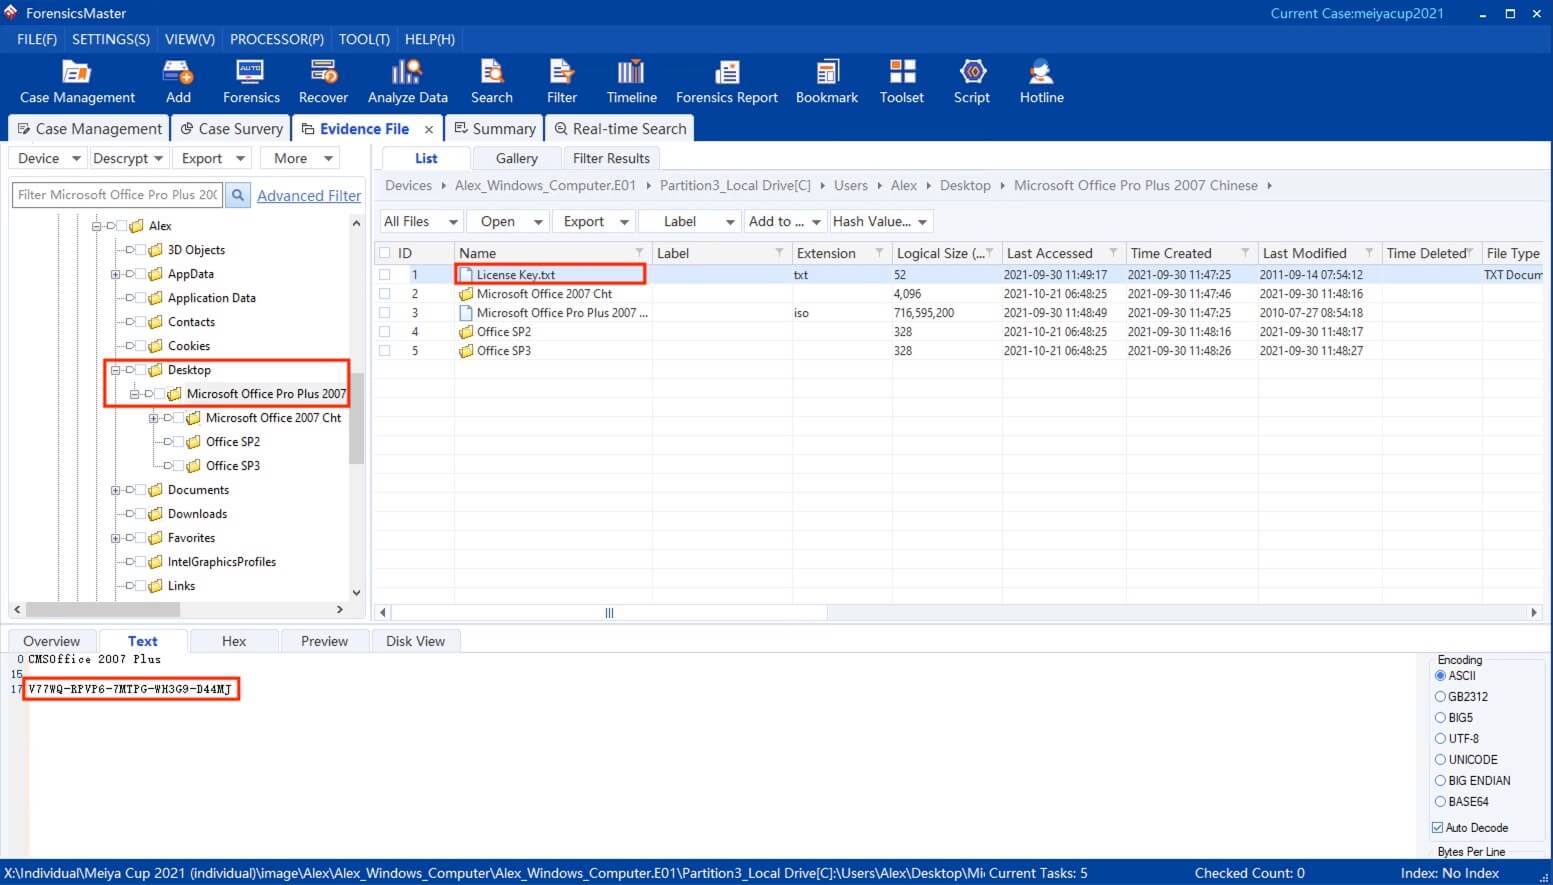 ForensicsMaster
Current Case:meiyacup2021
FILE(F) SETTINGS(S) VIEW(V) PROCESSOR(P) TOOL(T) HELP(H)
AUTO
Case Management Add Forensics Recover Analyze Data Search Filter Timeline Forensics Report Bookmark Toolset Script Hotline
Case Management Case Survery Evidence File × Summary Real-time Search
Device Descrypt Export More
Filter Microsoft Office Pro Plus 200 Advanced Filter
Alex
3D Objects
AppData
Application Data
Contacts
Cookies
Desktop
Microsoft Office Pro Plus 2007
Microsoft Office 2007 Cht
Office SP2
Office SP3
Documents
Downloads
Favorites
IntelGraphicsProfiles
Links
List Gallery Filter Results
Devices Alex_Windows_Computer.E01 Partition3_Local Drive[C] Users Alex Desktop Microsoft Office Pro Plus 2007 Chinese
All Files Open Export Label Add to ... Hash Value...
ID Name Label Extension Logical Size (... Last Accessed Time Created Last Modified Time Deleted File Type
1 License Key.txt txt 52 2021-09-30 11:49:17 2021-09-30 11:47:25 2011-09-14 07:54:12 TXT Docum
2 Microsoft Office 2007 Cht 4,096 2021-10-21 06:48:25 2021-09-30 11:47:46 2021-09-30 11:48:16
3 Microsoft Office Pro Plus 2007 ... iso 716,595,200 2021-09-30 11:48:49 2021-09-30 11:47:25 2010-07-27 08:54:18
4 Office SP2 328 2021-10-21 06:48:25 2021-09-30 11:48:16 2021-09-30 11:48:17
5 Office SP3 328 2021-10-21 06:48:25 2021-09-30 11:48:26 2021-09-30 11:48:27
Overview Text Hex Preview Disk View
0 CMSOffice 2007 Plus
15
17 V77WQ-RPVP6-7MTPG-WH3G9-D44MJ
Encoding
ASCII
GB2312
BIG5
UTF-8
UNICODE
BIG ENDIAN
BASE64
Auto Decode
Bytes Per Line
X:\Individual\Meiya Cup 2021 (individual)\image\Alex\Alex_Windows_Computer\Alex_Windows_Computer.E01\Partition3_Local Drive[C]:\Users\Alex\Desktop\Mi Current Tasks: 5 Checked Count: 0 Index: No Index